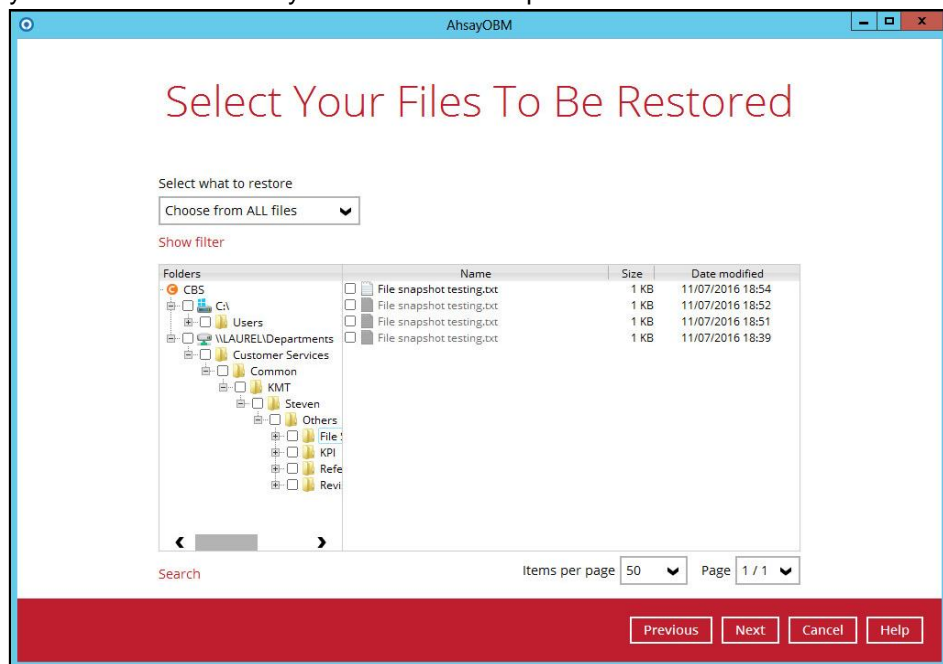 AhsayOBM
Select Your Files To Be Restored
Select what to restore
Choose from ALL files
Show filter
Folders Name Size Date modified
CBS File snapshot testing.txt 1 KB 11/07/2016 18:54
C:\ File snapshot testing.txt 1 KB 11/07/2016 18:52
Users File snapshot testing.txt 1 KB 11/07/2016 18:51
\\LAUREL\Departments File snapshot testing.txt 1 KB 11/07/2016 18:39
Customer Services
Common
KMT
Steven
Others
File
KPI
Refe
Revi
Search Items per page 50 Page 1 / 1
Previous Next Cancel Help